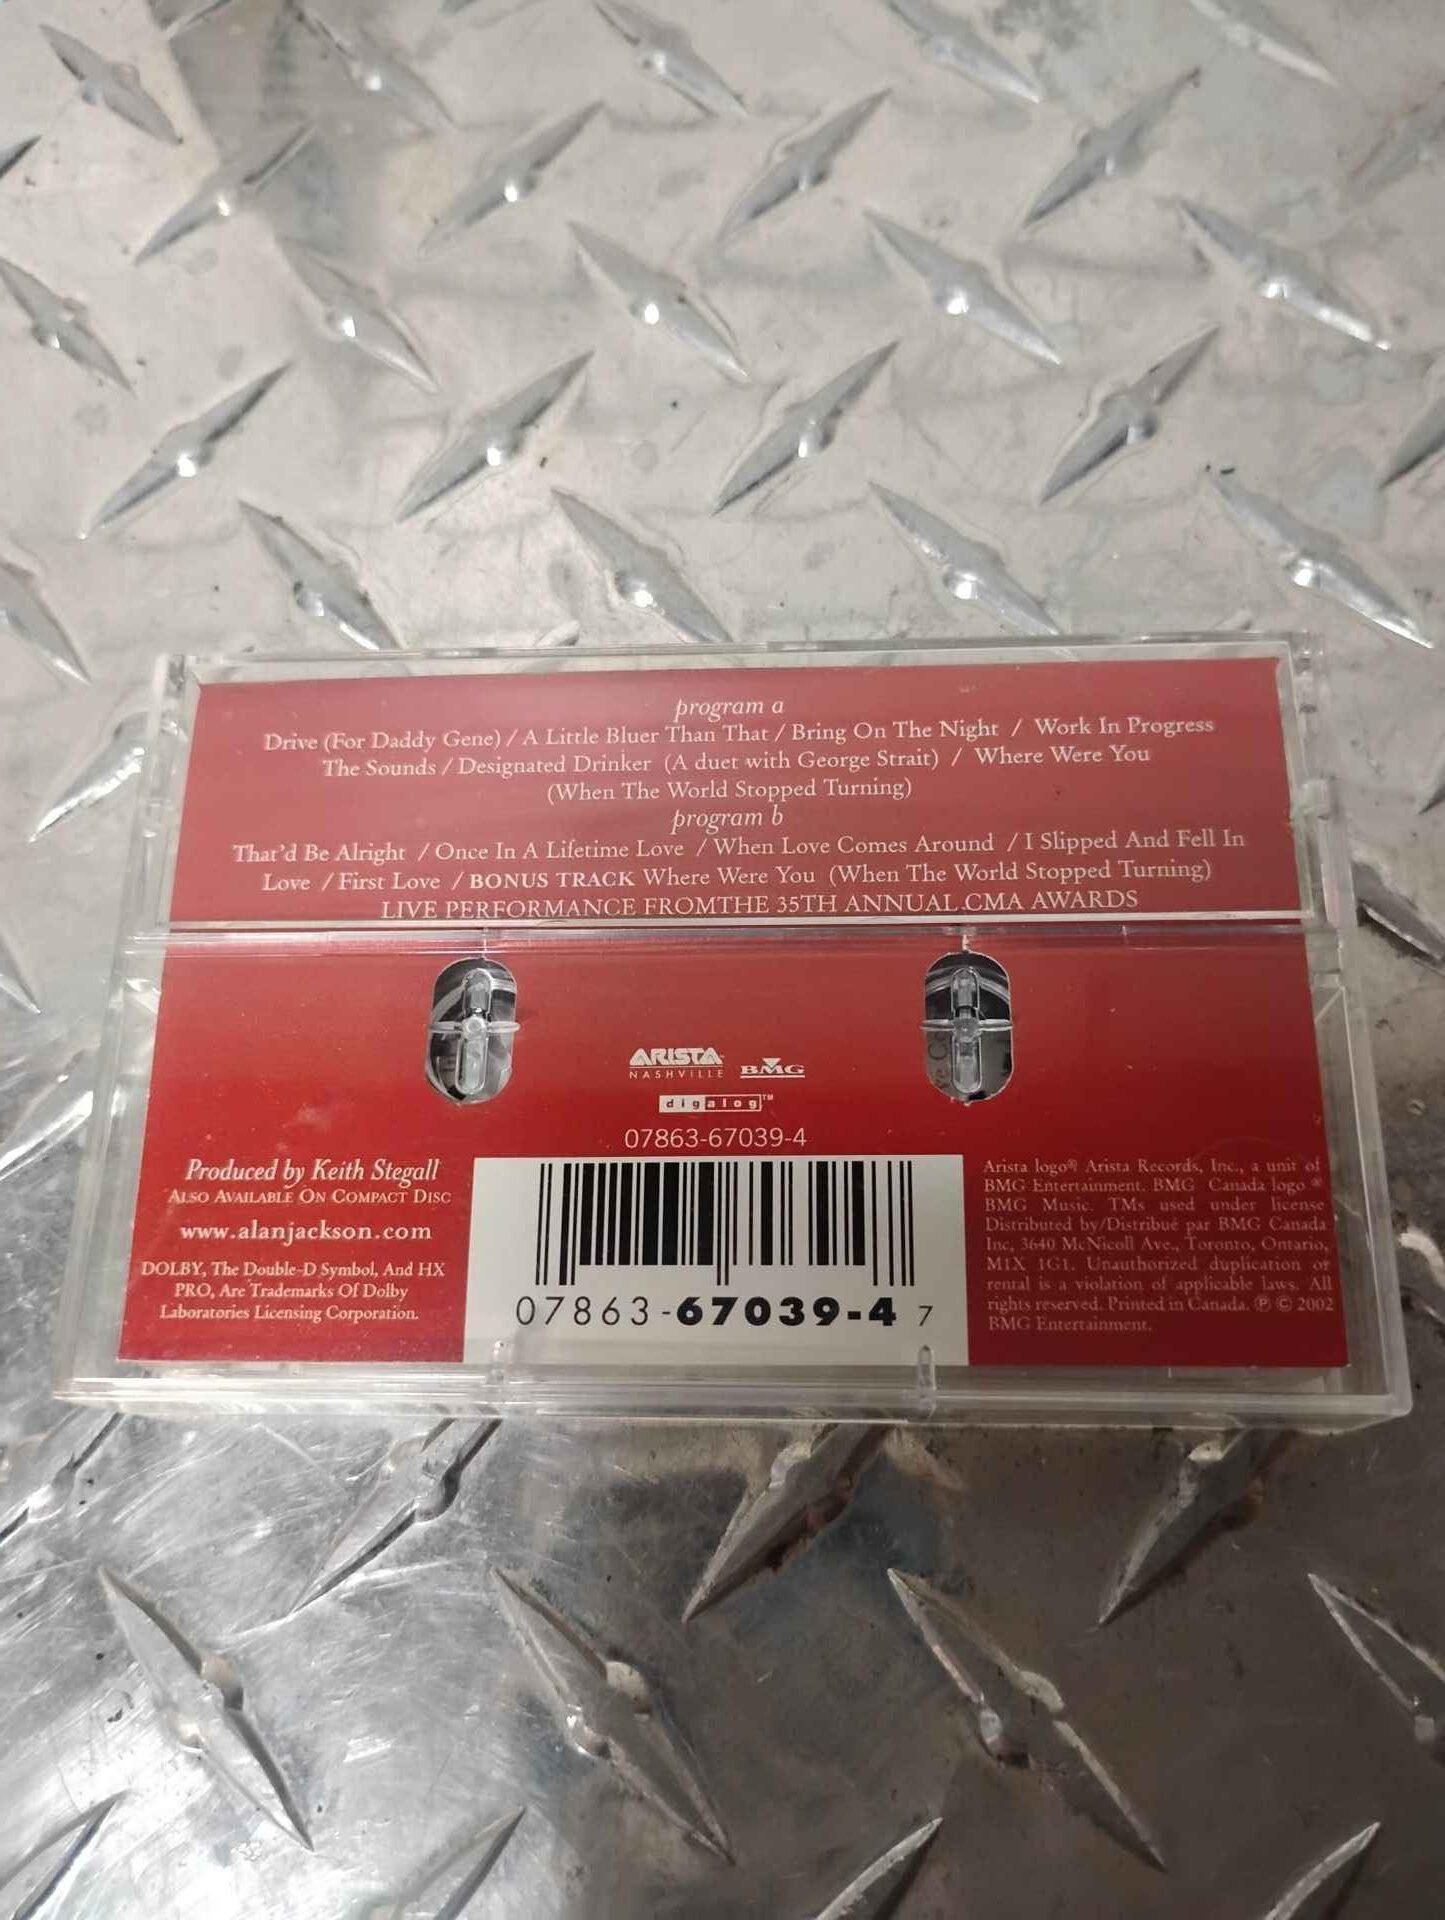 program a
Drive (For Daddy Gene) / A Little Bluer Than That / Bring On The Night / Work In Progress
The Sounds / Designated Drinker (A duet with George Strait) / Where Were You
(When The World Stopped Turning)
program b
That'd Be Alright / Once In A Lifetime Love / When Love Comes Around / I Slipped And Fell In
Love / First Love / BONUS TRACK Where Were You (When The World Stopped Turning)
LIVE PERFORMANCE FROMTHE 35TH ANNUAL CMA AWARDS
ARISTA
NASHVILLE
BMG
digalog™
07863-67039-4
Produced by Keith Stegall
ALSO AVAILABLE ON COMPACT DISC
www.alanjackson.com
DOLBY, The Double-D Symbol, And HX
PRO, Are Trademarks Of Dolby
Laboratories Licensing Corporation.
07863-67039-4 7
Arista logo® Arista Records, Inc., a unit of
BMG Entertainment. BMG Canada logo ®
BMG Music. TMs used under license
Distributed by/Distribué par BMG Canada
Inc, 3640 McNicoll Ave., Toronto, Ontario,
M1X 1G1. Unauthorized duplication or
rental is a violation of applicable laws. All
rights reserved. Printed in Canada. ℗ © 2002
BMG Entertainment.